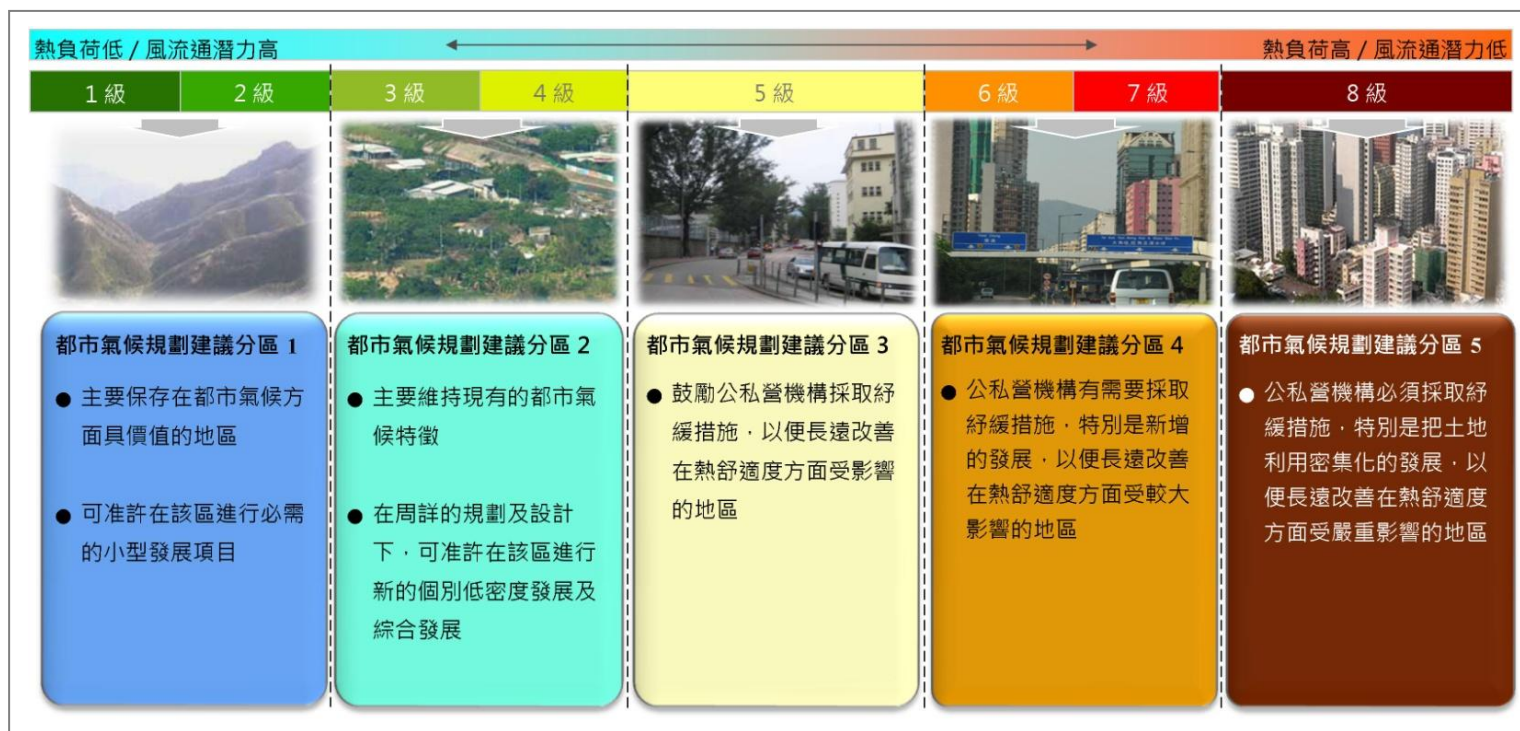 熱負荷低 / 風流通潛力高
熱負荷高 / 風流通潛力低
1 級
2 級
3 級
4 級
5 級
6 級
7 級
8 級
都市氣候規劃建議分區 1
● 主要保存在都市氣候方
面具價值的地區
● 可准許在該區進行必需
的小型發展項目
都市氣候規劃建議分區 2
● 主要維持現有的都市氣
候特徵
● 在周詳的規劃及設計
下，可准許在該區進行
新的個別低密度發展及
綜合發展
都市氣候規劃建議分區 3
● 鼓勵公私營機構採取紓
緩措施，以便長遠改善
在熱舒適度方面受影響
的地區
都市氣候規劃建議分區 4
● 公私營機構有需要採取
紓緩措施，特別是新增
的發展，以便長遠改善
在熱舒適度方面受較大
影響的地區
都市氣候規劃建議分區 5
● 公私營機構必須採取紓
緩措施，特別是把土地
利用密集化的發展，以
便長遠改善在熱舒適度
方面受嚴重影響的地區